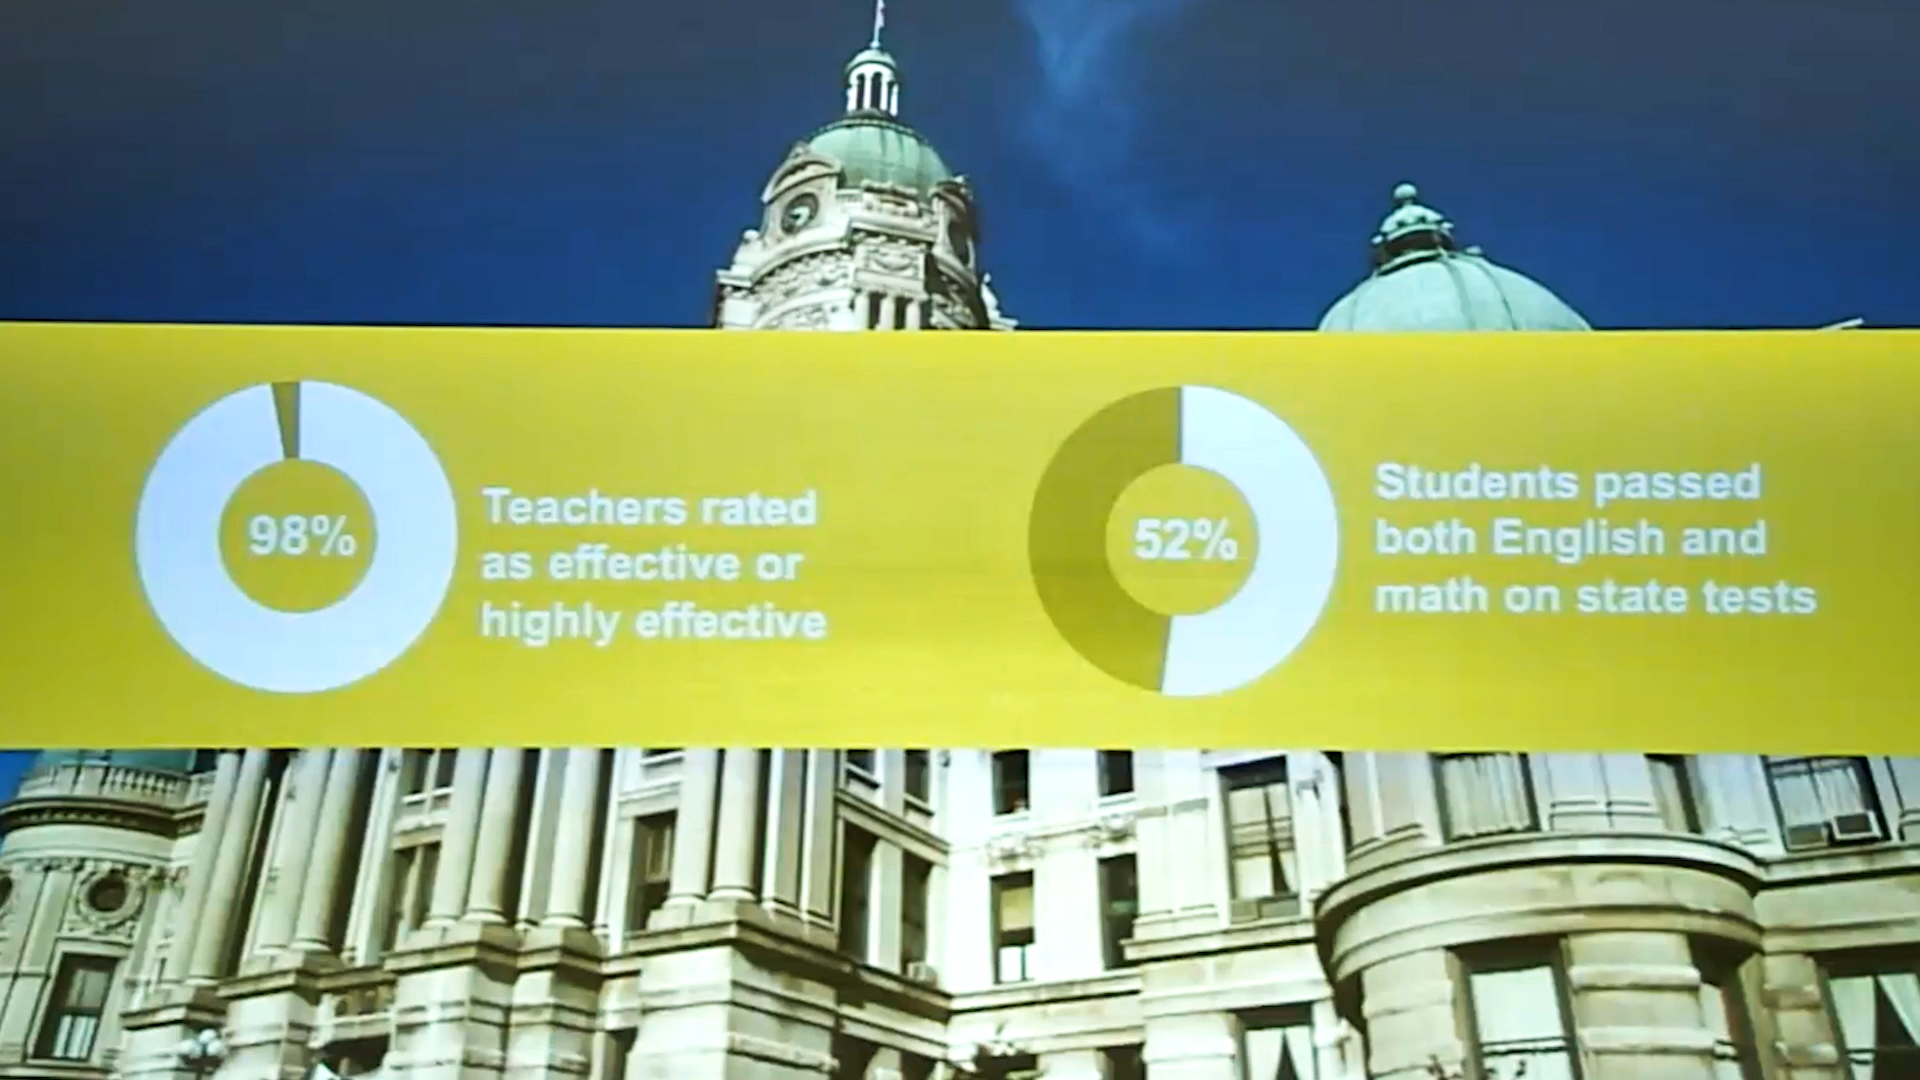 98%
Teachers rated
as effective or
highly effective
52%
Students passed
both English and
math on state tests